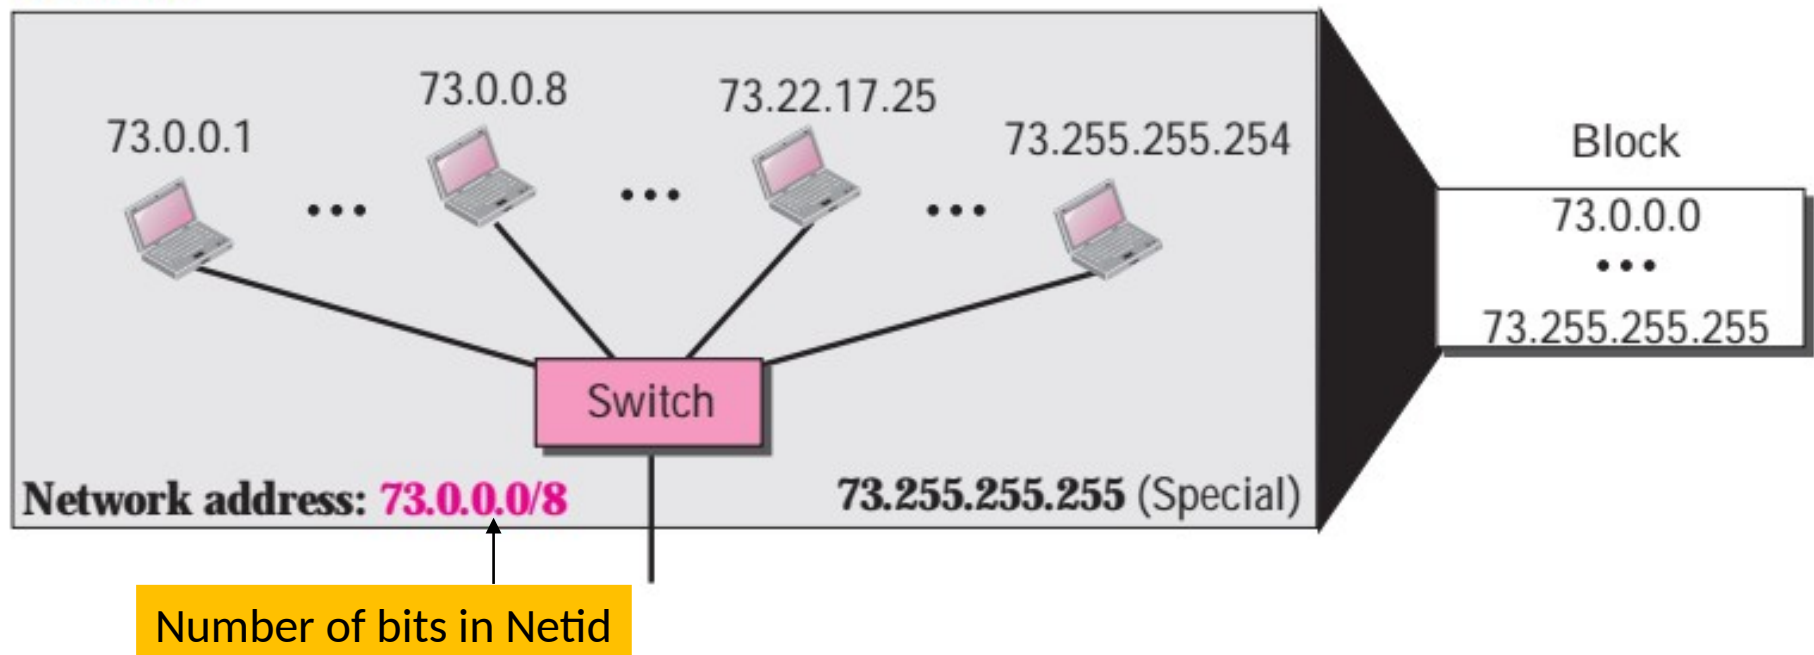 73.0.0.1
73.0.0.8
73.22.17.25
73.255.255.254
Block
73.0.0.0
•••
73.255.255.255
Switch
Network address: 73.0.0.0/8
73.255.255.255 (Special)
Number of bits in Netid